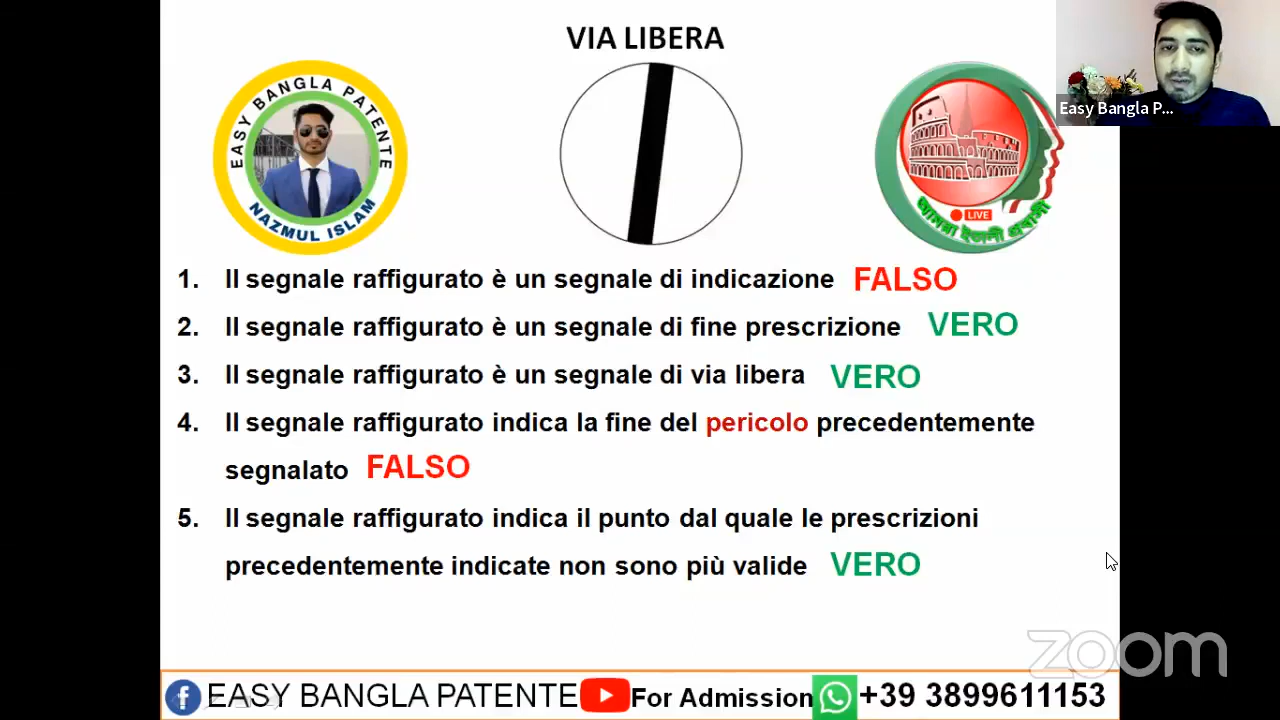 VIA LIBERA
EASY BANGLA PATENTE
NAZMUL ISLAM
LIVE
আমরা ইতালী প্রবাসী
Easy Bangla P...
1. Il segnale raffigurato è un segnale di indicazione FALSO
2. Il segnale raffigurato è un segnale di fine prescrizione VERO
3. Il segnale raffigurato è un segnale di via libera VERO
4. Il segnale raffigurato indica la fine del pericolo precedentemente
segnalato FALSO
5. Il segnale raffigurato indica il punto dal quale le prescrizioni
precedentemente indicate non sono più valide VERO
zoom
EASY BANGLA PATENTE For Admission +39 3899611153